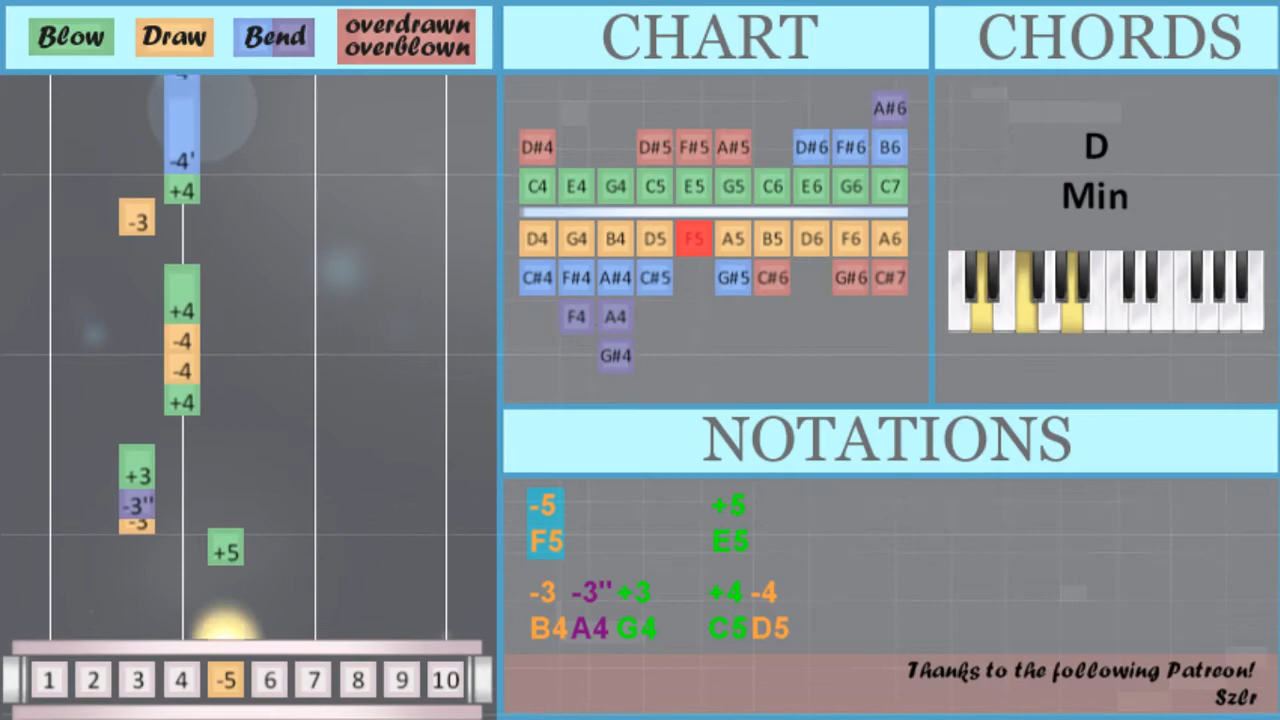 Blow Draw Bend overdrawn
overblown
CHART
CHORDS
-4'
+4
-3
+4
-4
-4
+4
+3
-3''
-3
+5
1 2 3 4 -5 6 7 8 9 10
A#6
D#4 D#5 F#5 A#5 D#6 F#6 B6
C4 E4 G4 C5 E5 G5 C6 E6 G6 C7
D4 G4 B4 D5 F5 A5 B5 D6 F6 A6
C#4 F#4 A#4 C#5 G#5 C#6 G#6 C#7
F4 A4
G#4
D
Min
NOTATIONS
-5 +5
F5 E5
-3 -3'' +3 +4 -4
B4 A4 G4 C5 D5
Thanks to the following Patreon!
Szlr